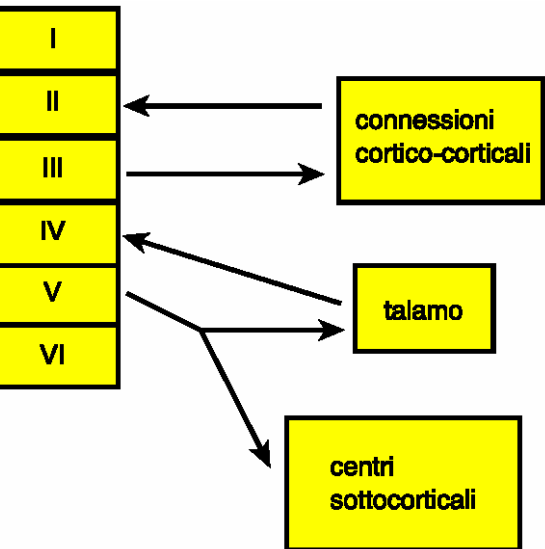 I
II
III
IV
V
VI
connessioni
cortico-corticali
talamo
centri
sottocorticali